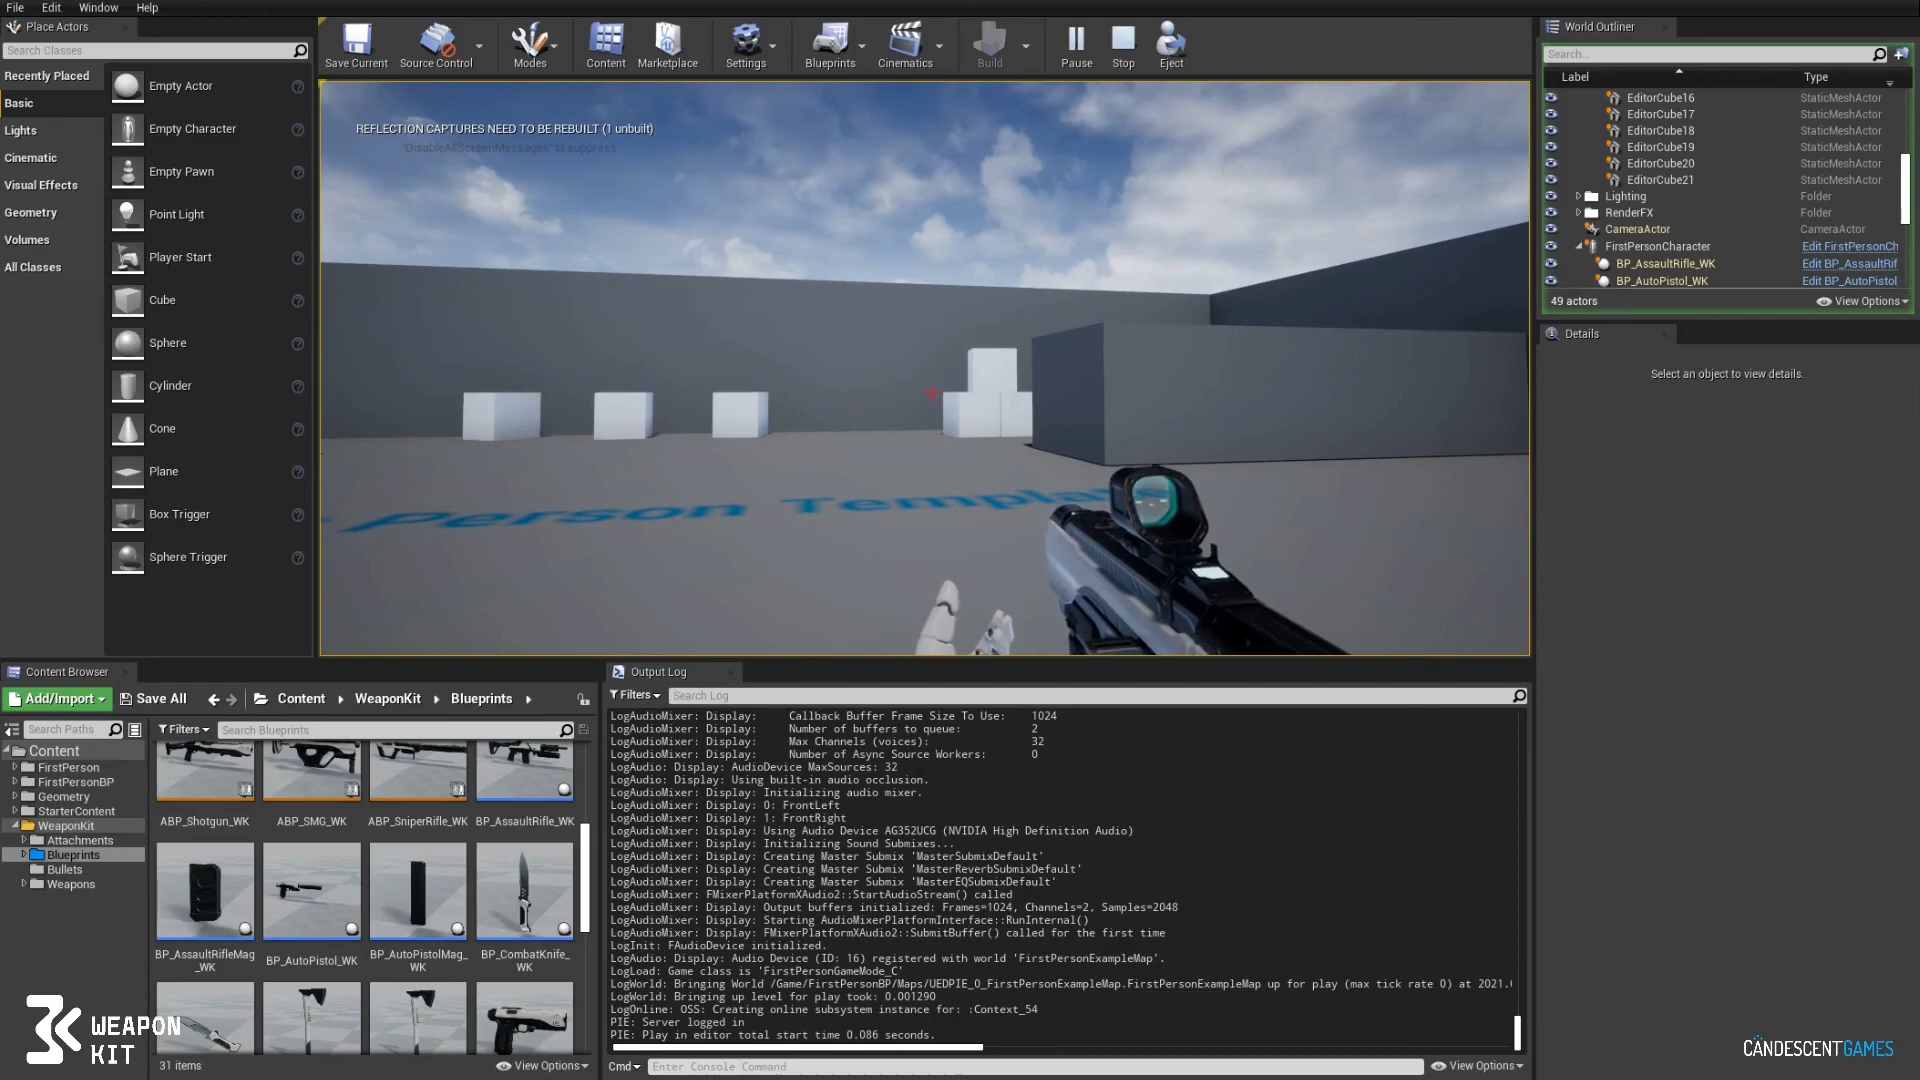 File Edit Window Help
Place Actors
Search Classes
Recently Placed
Basic
Lights
Cinematic
Visual Effects
Geometry
Volumes
All Classes
Empty Actor
Empty Character
Empty Pawn
Point Light
Player Start
Cube
Sphere
Cylinder
Cone
Plane
Box Trigger
Sphere Trigger
Save Current Source Control Modes Content Marketplace Settings Blueprints Cinematics Build Pause Stop Eject
REFLECTION CAPTURES NEED TO BE REBUILT (1 unbuilt)
'DisableAllScreenMessages' to suppress
Person Templa
World Outliner
Search...
Label Type
EditorCube16 StaticMeshActor
EditorCube17 StaticMeshActor
EditorCube18 StaticMeshActor
EditorCube19 StaticMeshActor
EditorCube20 StaticMeshActor
EditorCube21 StaticMeshActor
Lighting Folder
RenderFX Folder
CameraActor CameraActor
FirstPersonCharacter Edit FirstPersonCh
BP_AssaultRifle_WK Edit BP_AssaultRif
BP_AutoPistol_WK Edit BP_AutoPistol_
49 actors View Options
Details
Select an object to view details.
Content Browser
Add/Import Save All Content WeaponKit Blueprints
Search Paths Filters Search Blueprints
Content
FirstPerson
FirstPersonBP
Geometry
StarterContent
WeaponKit
Attachments
Blueprints
Bullets
Weapons
ABP_Shotgun_WK ABP_SMG_WK ABP_SniperRifle_WK BP_AssaultRifle_WK
BP_AssaultRifleMag BP_AutoPistol_WK BP_AutoPistolMag_ BP_CombatKnife_
_WK WK WK
31 items View Options
WEAPON
KIT
Output Log
Filters Search Log
LogAudioMixer: Display: Callback Buffer Frame Size To Use: 1024
LogAudioMixer: Display: Number of buffers to queue: 2
LogAudioMixer: Display: Max Channels (voices): 32
LogAudioMixer: Display: Number of Async Source Workers: 0
LogAudio: Display: AudioDevice MaxSources: 32
LogAudio: Display: Using built-in audio occlusion.
LogAudioMixer: Display: Initializing audio mixer.
LogAudioMixer: Display: 0: FrontLeft
LogAudioMixer: Display: 1: FrontRight
LogAudioMixer: Display: Using Audio Device AG352UCG (NVIDIA High Definition Audio)
LogAudioMixer: Display: Initializing Sound Submixes...
LogAudioMixer: Display: Creating Master Submix 'MasterSubmixDefault'
LogAudioMixer: Display: Creating Master Submix 'MasterReverbSubmixDefault'
LogAudioMixer: Display: Creating Master Submix 'MasterEQSubmixDefault'
LogAudioMixer: FMixerPlatformXAudio2::StartAudioStream() called
LogAudioMixer: Display: Output buffers initialized: Frames=1024, Channels=2, Samples=2048
LogAudioMixer: Display: Starting AudioMixerPlatformInterface::RunInternal()
LogAudioMixer: Display: FMixerPlatformXAudio2::SubmitBuffer() called for the first time
LogInit: FAudioDevice initialized.
LogAudio: Display: Audio Device (ID: 16) registered with world 'FirstPersonExampleMap'.
LogLoad: Game class is 'FirstPersonGameMode_C'
LogWorld: Bringing World /Game/FirstPersonBP/Maps/UEDPIE_0_FirstPersonExampleMap.FirstPersonExampleMap up for play (max tick rate 0) at 2021.
LogWorld: Bringing up level for play took: 0.001290
LogOnline: OSS: Creating online subsystem instance for: :Context_54
PIE: Server logged in
PIE: Play in editor total start time 0.086 seconds.
Cmd Enter Console Command View Options
CANDESCENTGAMES